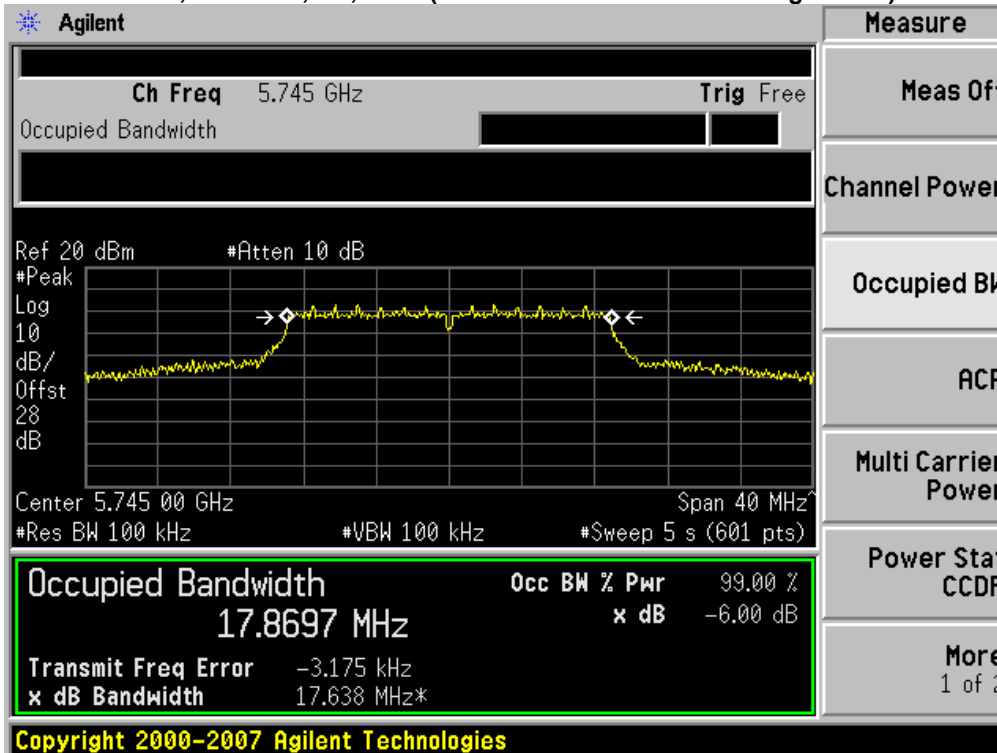 Agilent
Measure
Ch Freq 5.745 GHz Trig Free
Occupied Bandwidth
Meas Of
Channel Power
Ref 20 dBm #Atten 10 dB
#Peak
Log
10
dB/
Offst
28
dB
Occupied B
ACP
Multi Carrier
Power
Center 5.745 00 GHz Span 40 MHz^
#Res BW 100 kHz #VBW 100 kHz #Sweep 5 s (601 pts)
Occupied Bandwidth Occ BW % Pwr 99.00 %
17.8697 MHz x dB -6.00 dB
Transmit Freq Error -3.175 kHz
x dB Bandwidth 17.638 MHz*
Power Sta
CCDF
More
1 of 2
Copyright 2000-2007 Agilent Technologies